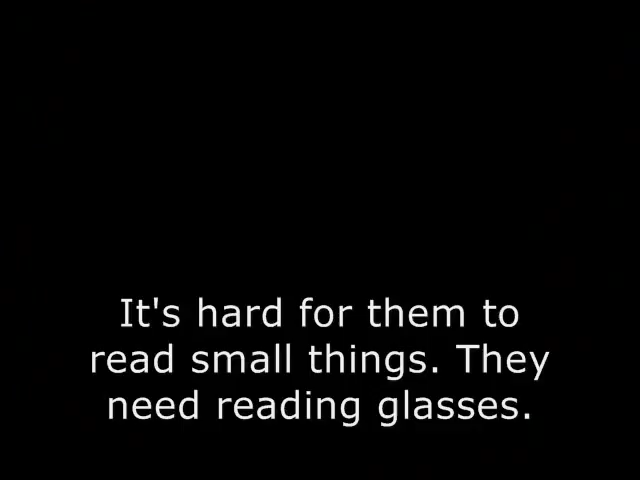 It's hard for them to
read small things. They
need reading glasses.